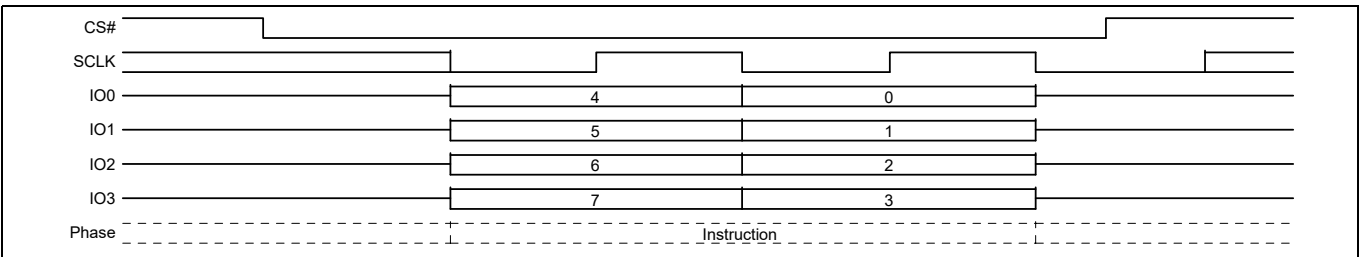 CS#
SCLK
IO0 4 0
IO1 5 1
IO2 6 2
IO3 7 3
Phase Instruction